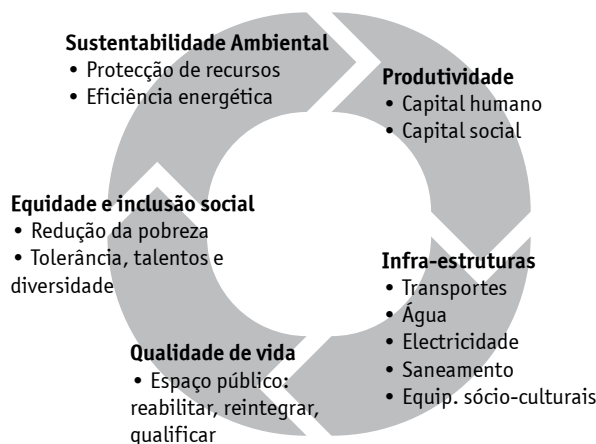 Sustentabilidade Ambiental
• Protecção de recursos
• Eficiência energética
Produtividade
• Capital humano
• Capital social
Infra-estruturas
• Transportes
• Água
• Electricidade
• Saneamento
• Equip. sócio-culturais
Qualidade de vida
• Espaço público:
reabilitar, reintegrar,
qualificar
Equidade e inclusão social
• Redução da pobreza
• Tolerância, talentos e
diversidade